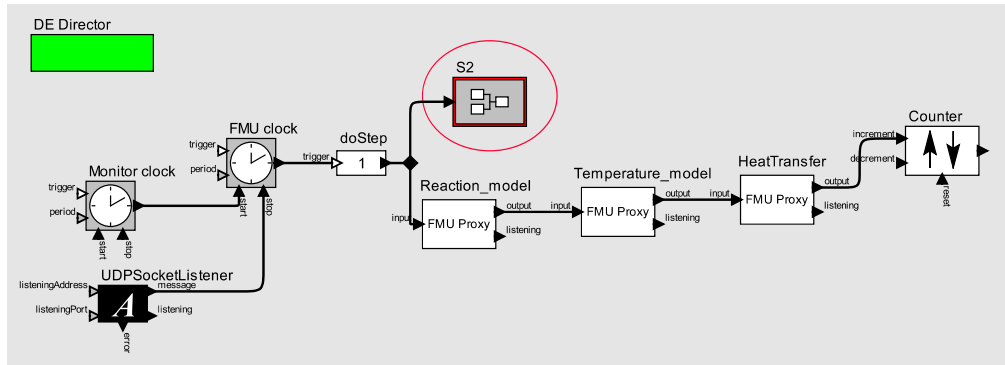 DE Director
S2
FMU clock
trigger
period
start
stop
doStep
trigger
1
Counter
increment
decrement
reset
Monitor clock
trigger
period
start
stop
Reaction_model
input
FMU Proxy
output
listening
Temperature_model
input
FMU Proxy
output
listening
HeatTransfer
input
FMU Proxy
output
listening
UDPSocketListener
listeningAddress
message
listeningPort
A
listening
error